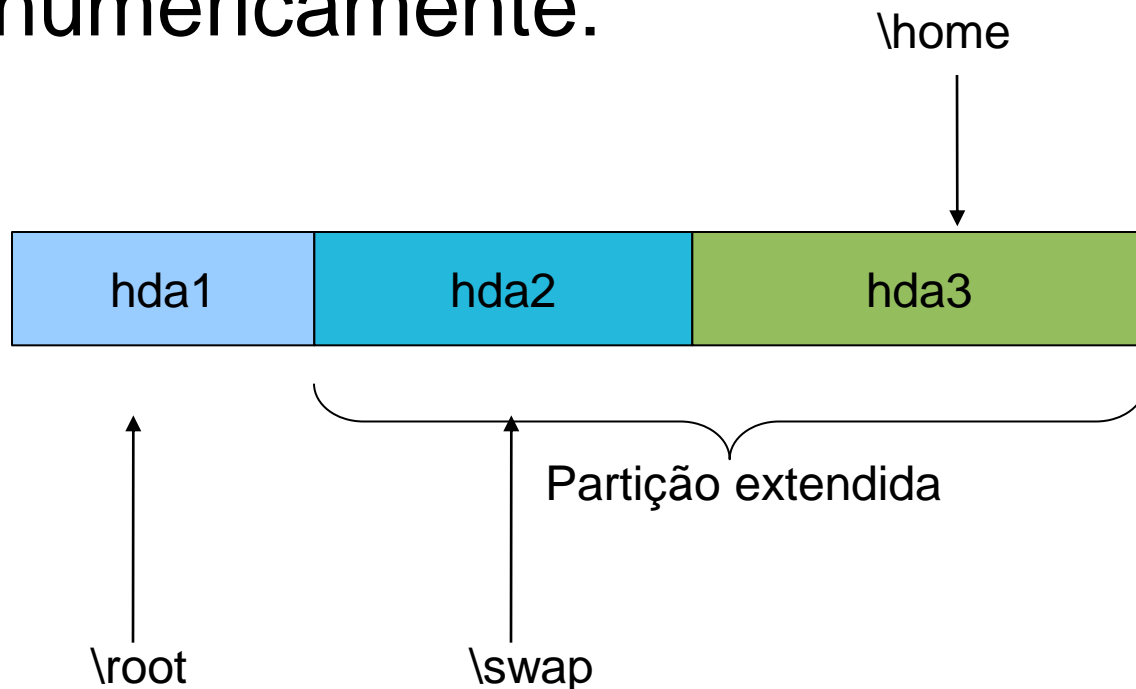 numericamente.
\home
hda1
hda2
hda3
Partição extendida
\root
\swap